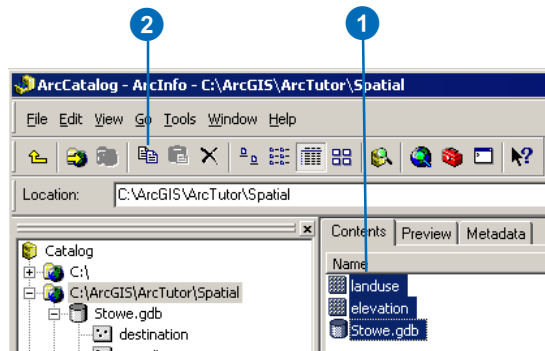 2
1
ArcCatalog - ArcInfo - C:\ArcGIS\ArcTutor\Spatial
File Edit View Go Tools Window Help
Location: C:\ArcGIS\ArcTutor\Spatial
Contents Preview Metadata
Catalog
Name
C:\
landuse
C:\ArcGIS\ArcTutor\Spatial
elevation
Stowe.gdb
Stowe.gdb
destination